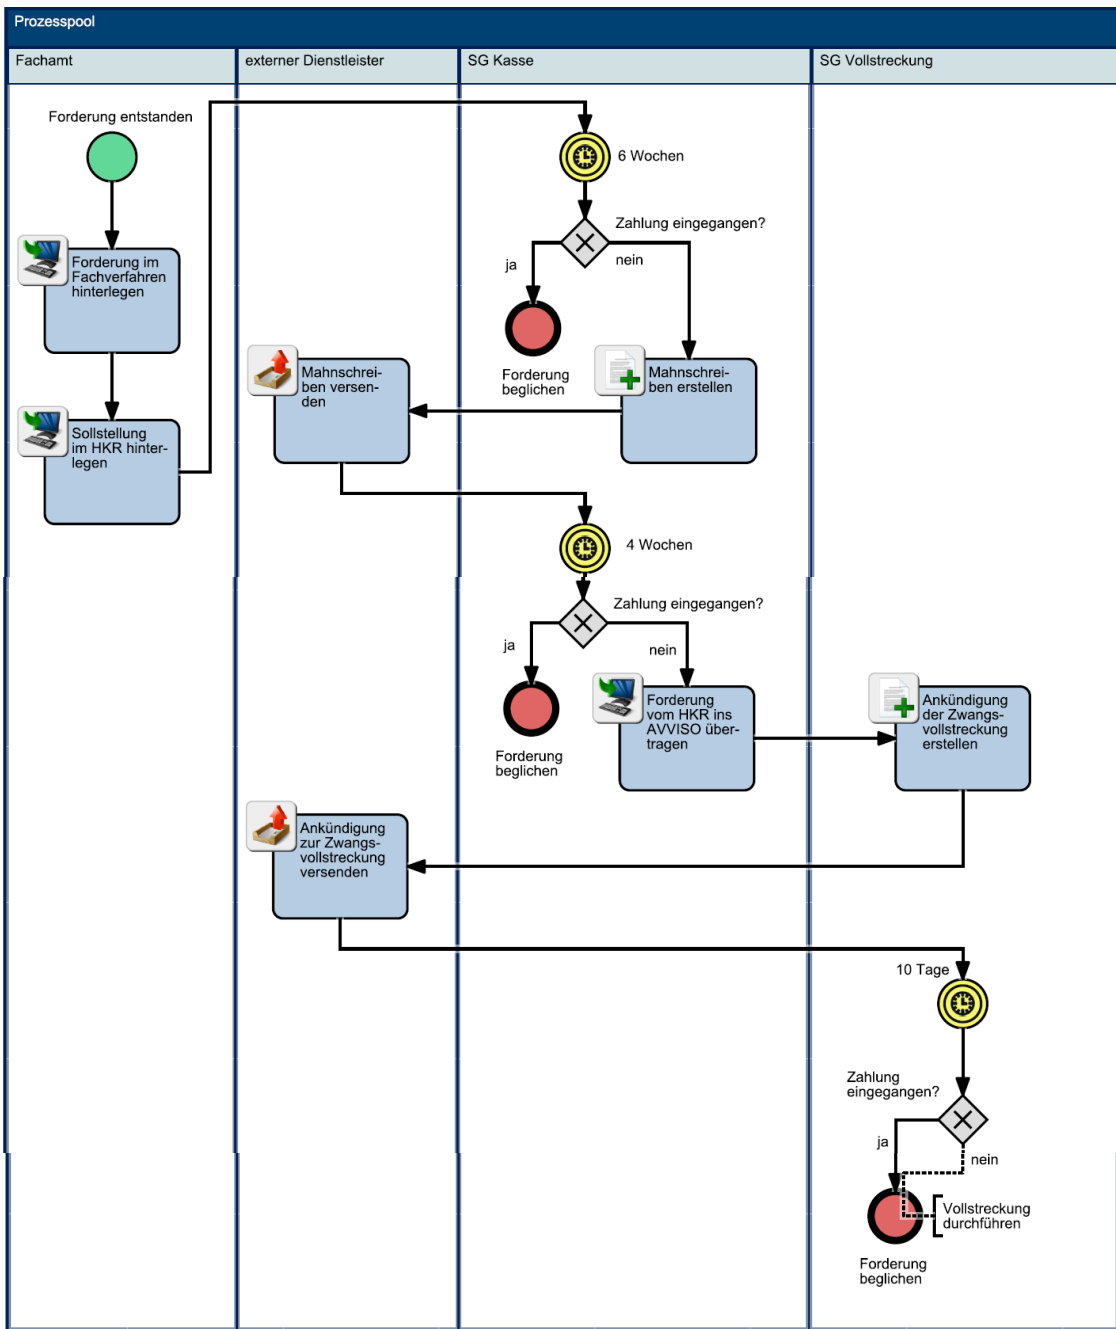 Prozesspool
Fachamt
externer Dienstleister
SG Kasse
SG Vollstreckung
Forderung entstanden
6 Wochen
Zahlung eingegangen?
ja
nein
Forderung im
Fachverfahren
hinterlegen
Forderung
beglichen
Mahnschrei-
ben versen-
den
Mahnschrei-
ben erstellen
Sollstellung
im HKR hinter-
legen
4 Wochen
Zahlung eingegangen?
ja
nein
Forderung
beglichen
Forderung
vom HKR ins
AVVISO über-
tragen
Ankündigung
der Zwangs-
vollstreckung
erstellen
Ankündigung
zur Zwangs-
vollstreckung
versenden
10 Tage
Zahlung
eingegangen?
ja
nein
Vollstreckung
durchführen
Forderung
beglichen